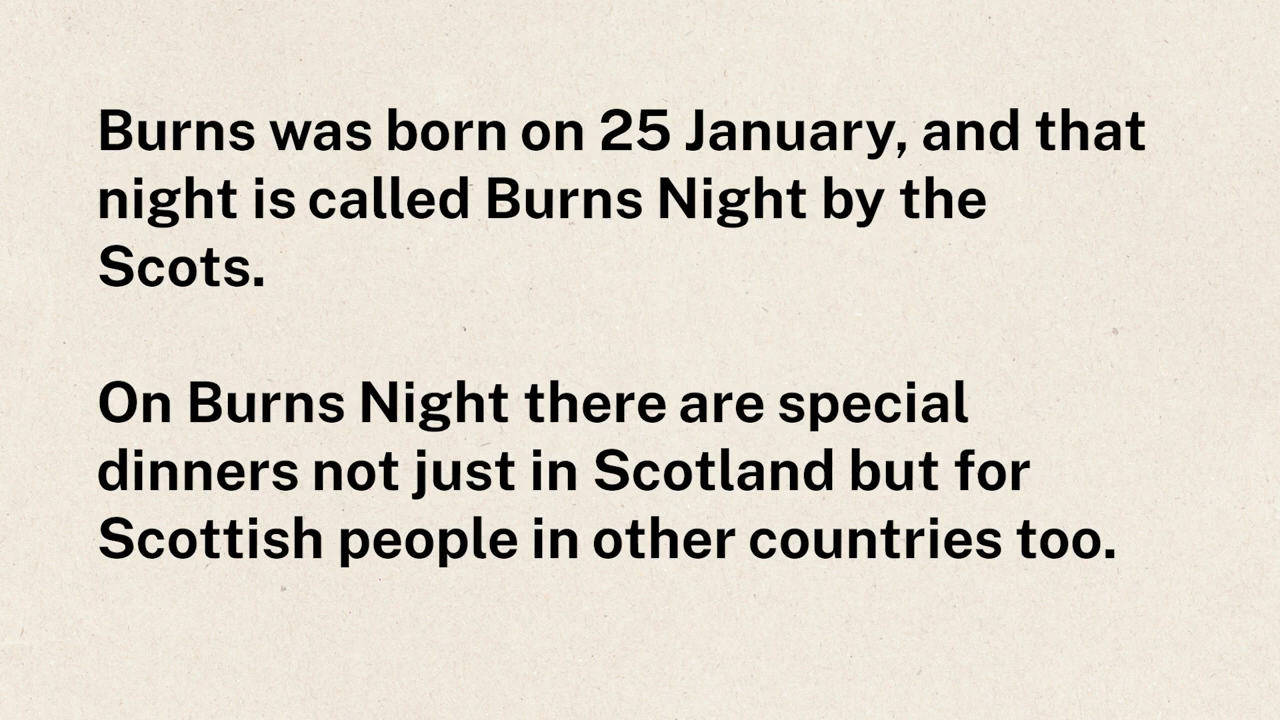 Burns was born on 25 January, and that
night is called Burns Night by the
Scots.
On Burns Night there are special
dinners not just in Scotland but for
Scottish people in other countries too.